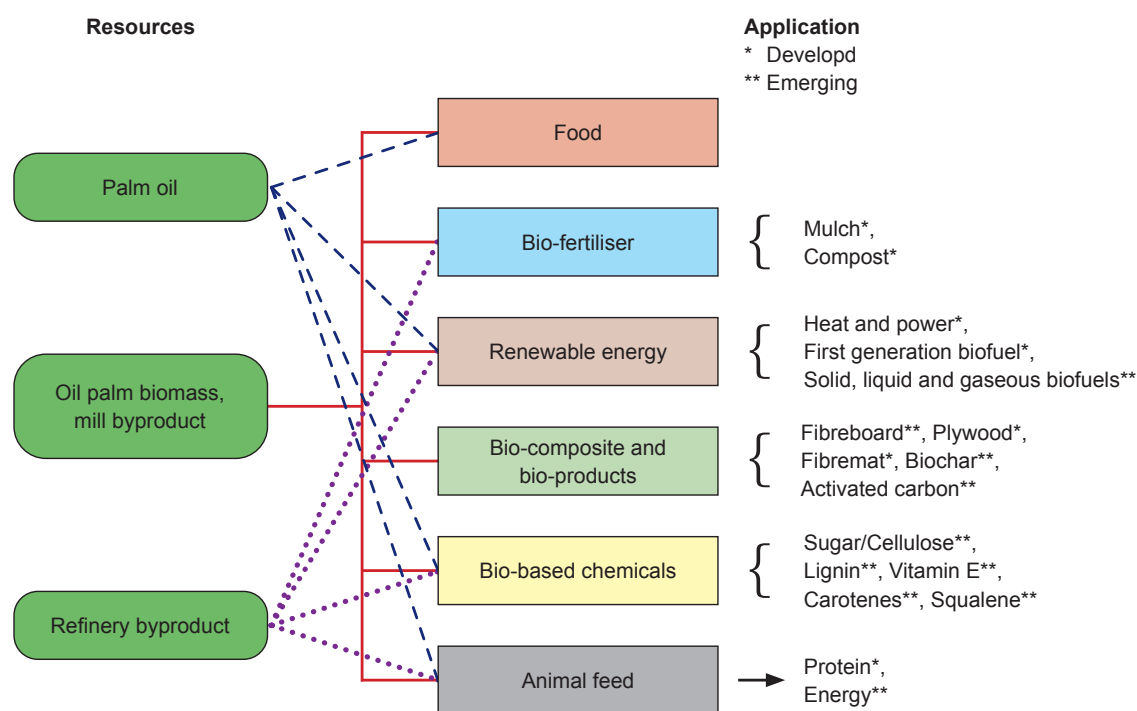 Resources
Application
* Developd
** Emerging
Palm oil
Oil palm biomass,
mill byproduct
Refinery byproduct
Food
Bio-fertiliser
Mulch*,
Compost*
Renewable energy
Heat and power*,
First generation biofuel*,
Solid, liquid and gaseous biofuels**
Bio-composite and
bio-products
Fibreboard**, Plywood*,
Fibremat*, Biochar**,
Activated carbon**
Bio-based chemicals
Sugar/Cellulose**,
Lignin**, Vitamin E**,
Carotenes**, Squalene**
Animal feed
Protein*,
Energy**